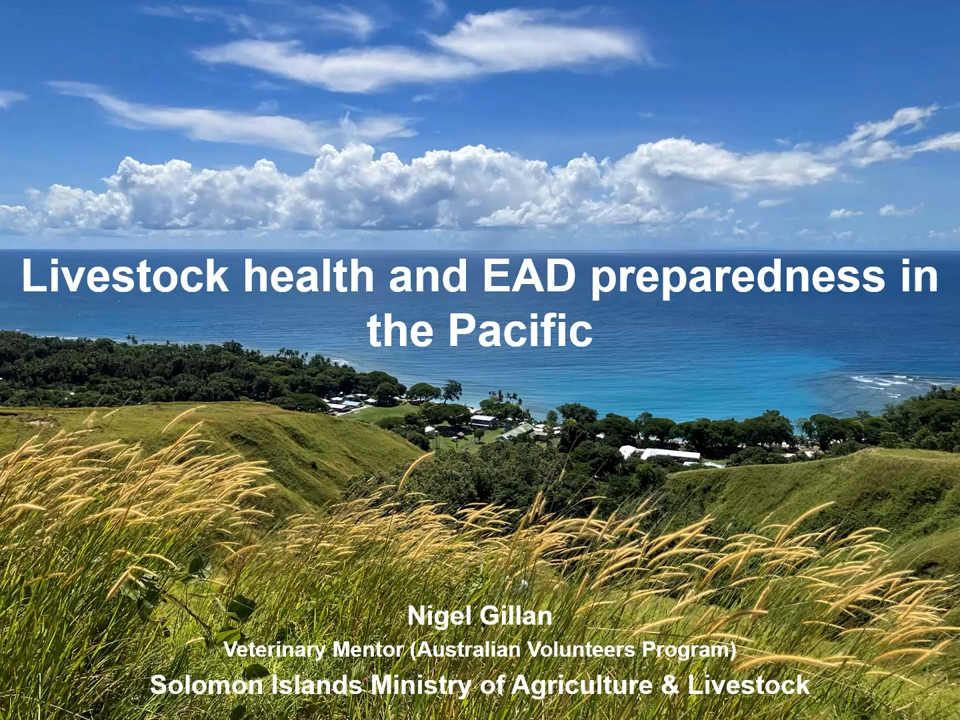 Livestock health and EAD preparedness in
the Pacific
Nigel Gillan
Veterinary Mentor (Australian Volunteers Program)
Solomon Islands Ministry of Agriculture & Livestock